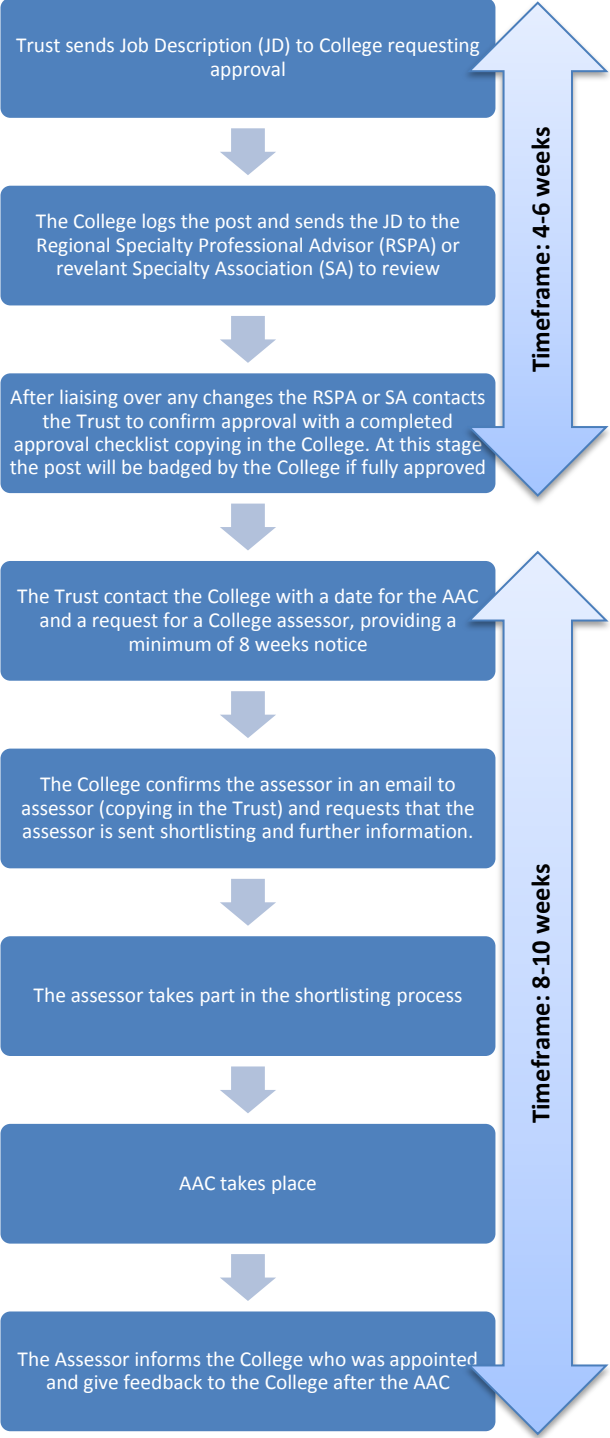 Trust sends Job Description (JD) to College requesting
approval
The College logs the post and sends the JD to the
Regional Specialty Professional Advisor (RSPA) or
revelant Specialty Association (SA) to review
After liaising over any changes the RSPA or SA contacts
the Trust to confirm approval with a completed
approval checklist copying in the College. At this stage
the post will be badged by the College if fully approved
Timeframe: 4-6 weeks
The Trust contact the College with a date for the AAC
and a request for a College assessor, providing a
minimum of 8 weeks notice
The College confirms the assessor in an email to
assessor (copying in the Trust) and requests that the
assessor is sent shortlisting and further information.
The assessor takes part in the shortlisting process
AAC takes place
The Assessor informs the College who was appointed
and give feedback to the College after the AAC
Timeframe: 8-10 weeks